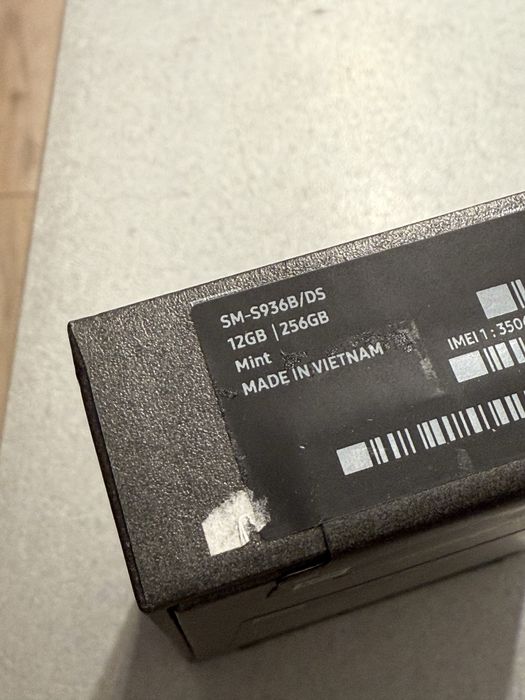 SM-S936B/DS
12GB | 256GB
Mint
MADE IN VIETNAM
IMEI 1 : 350